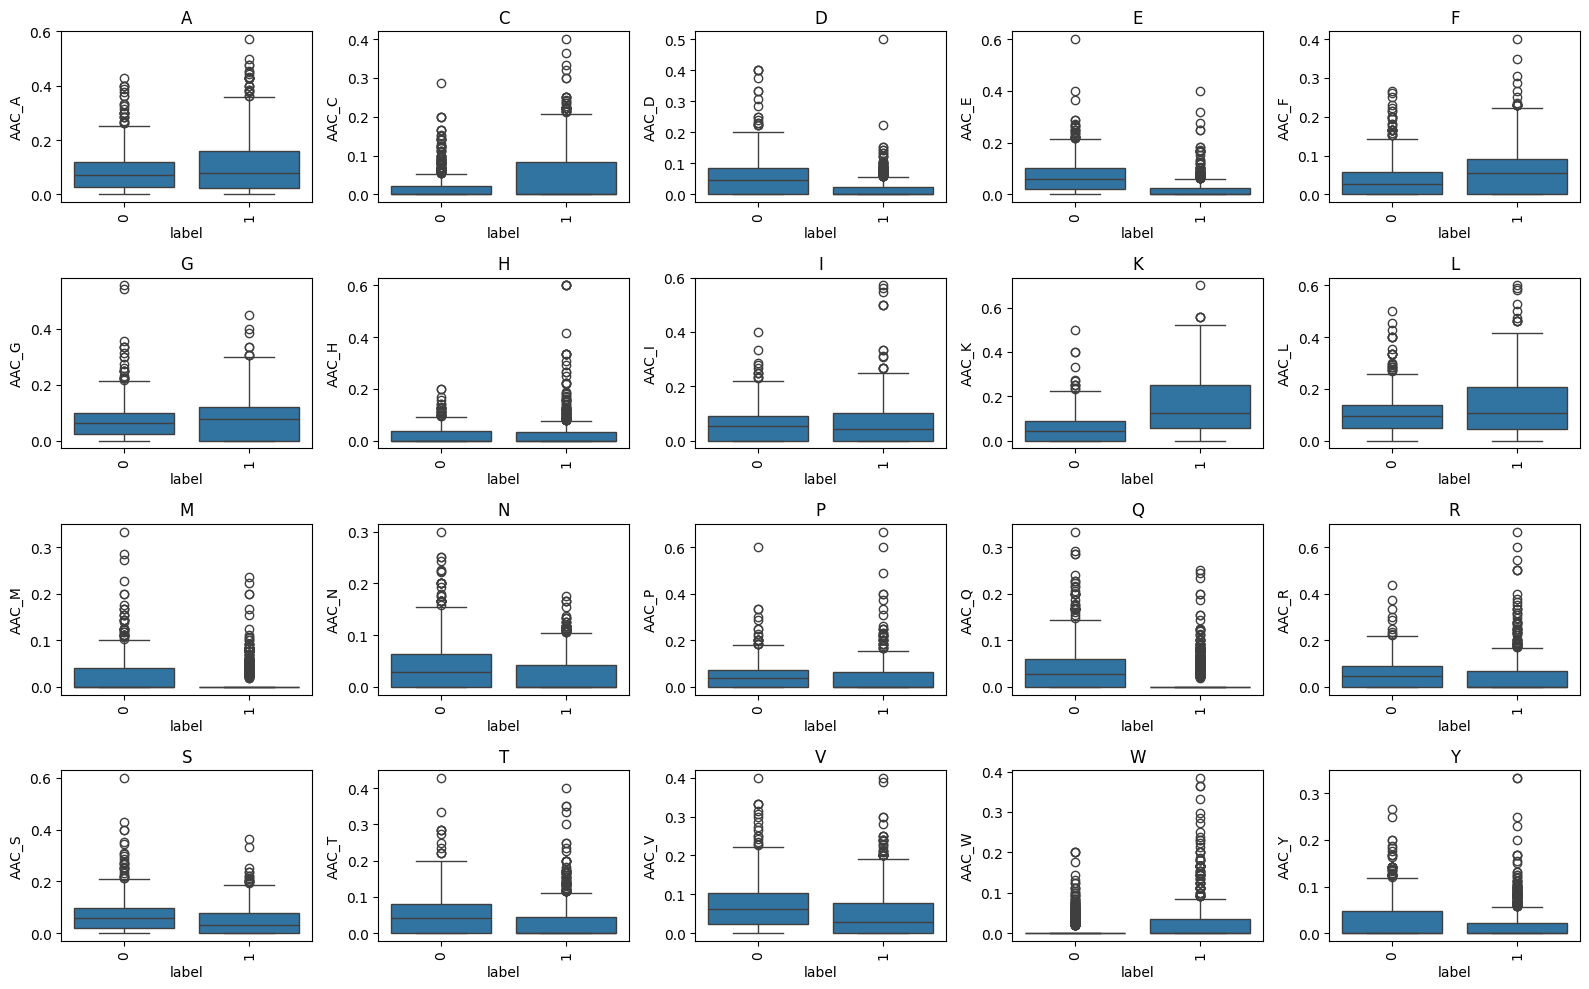 A
C
D
E
F
0.6
0.4
0.2
0.0
AAC_A
0
1
label
0.4
0.3
0.2
0.1
0.0
AAC_C
0
1
label
0.5
0.4
0.3
0.2
0.1
0.0
AAC_D
0
1
label
0.6
0.4
0.2
0.0
AAC_E
0
1
label
0.4
0.3
0.2
0.1
0.0
AAC_F
0
1
label
G
H
I
K
L
0.4
0.2
0.0
AAC_G
0
1
label
0.6
0.4
0.2
0.0
AAC_H
0
1
label
0.6
0.4
0.2
0.0
AAC_I
0
1
label
0.6
0.4
0.2
0.0
AAC_K
0
1
label
0.6
0.4
0.2
0.0
AAC_L
0
1
label
M
N
P
Q
R
0.3
0.2
0.1
0.0
AAC_M
0
1
label
0.3
0.2
0.1
0.0
AAC_N
0
1
label
0.6
0.4
0.2
0.0
AAC_P
0
1
label
0.3
0.2
0.1
0.0
AAC_Q
0
1
label
0.6
0.4
0.2
0.0
AAC_R
0
1
label
S
T
V
W
Y
0.6
0.4
0.2
0.0
AAC_S
0
1
label
0.4
0.3
0.2
0.1
0.0
AAC_T
0
1
label
0.4
0.3
0.2
0.1
0.0
AAC_V
0
1
label
0.4
0.3
0.2
0.1
0.0
AAC_W
0
1
label
0.3
0.2
0.1
0.0
AAC_Y
0
1
label